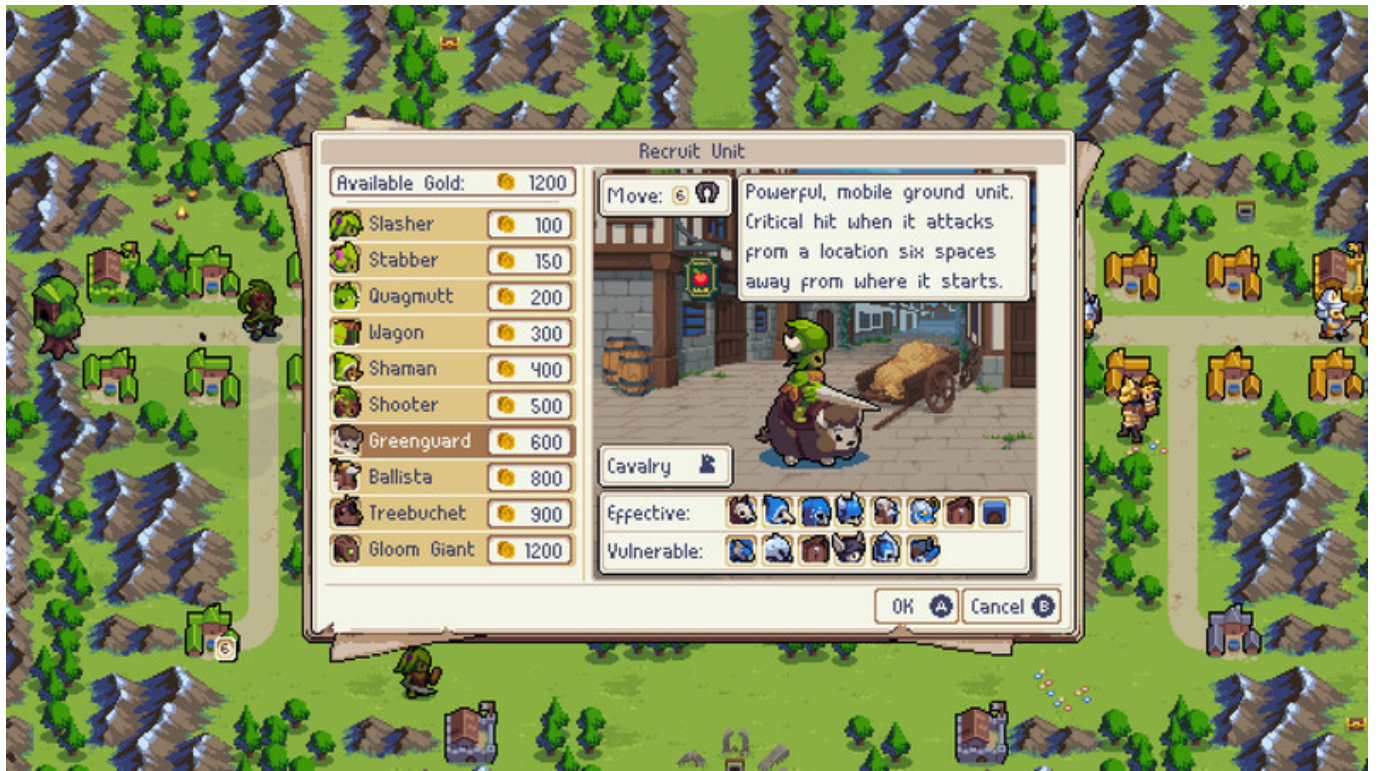 Recruit Unit
Available Gold: 1200
Slasher 100
Stabber 150
Quagmutt 200
Wagon 300
Shaman 400
Shooter 500
Greenguard 600
Ballista 800
Treebuchet 900
Gloom Giant 1200
Move: 6
Powerful, mobile ground unit.
Critical hit when it attacks
from a location six spaces
away from where it starts.
Cavalry
Effective:
Vulnerable:
OK A Cancel B
6